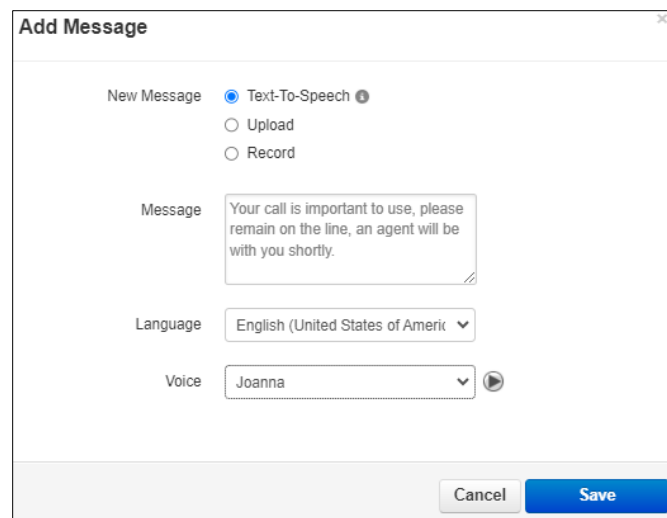 Add Message
New Message
Text-To-Speech
Upload
Record
Message
Your call is important to use, please
remain on the line, an agent will be
with you shortly.
Language
English (United States of Americ
Voice
Joanna
Cancel
Save